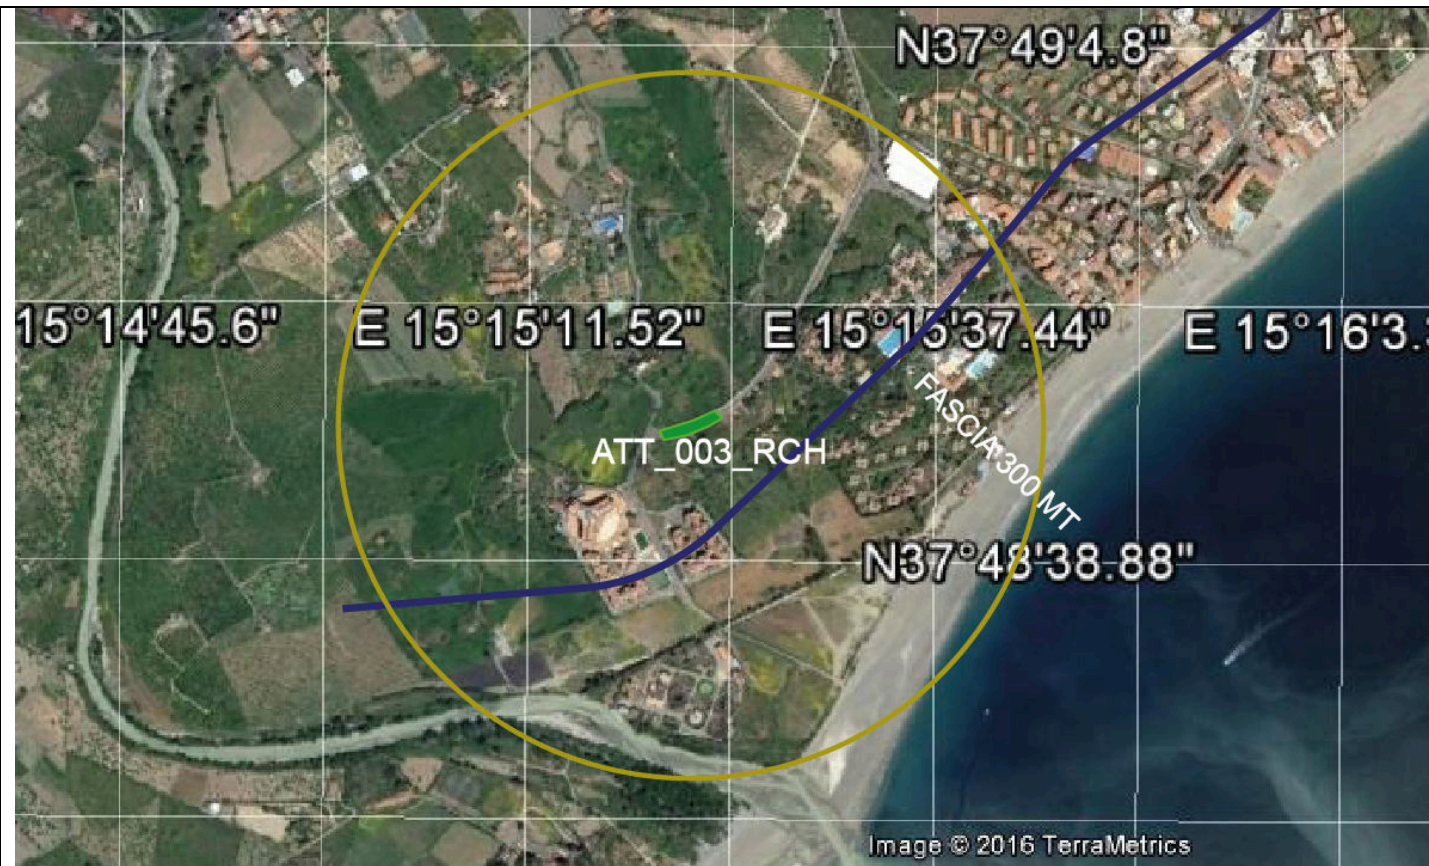 N37°49'4.8"
15°14'45.6"
E 15°15'11.52"
E 15°15'37.44"
E 15°16'3.
FASCIA 300 MT
ATT_003_RCH
N37°48'38.88"
Image © 2016 TerraMetrics